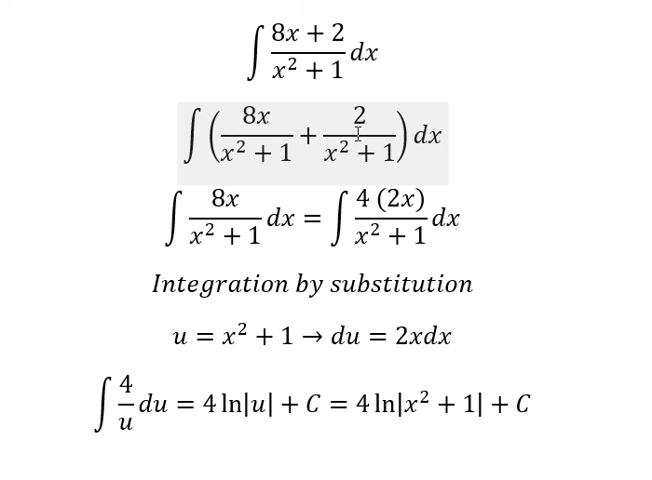 ∫ (8x + 2)/(x² + 1) dx
∫ (8x/(x² + 1) + 2/(x² + 1)) dx
∫ 8x/(x² + 1) dx = ∫ 4 (2x)/(x² + 1) dx
Integration by substitution
u = x² + 1 → du = 2xdx
∫ 4/u du = 4 ln|u| + C = 4 ln|x² + 1| + C